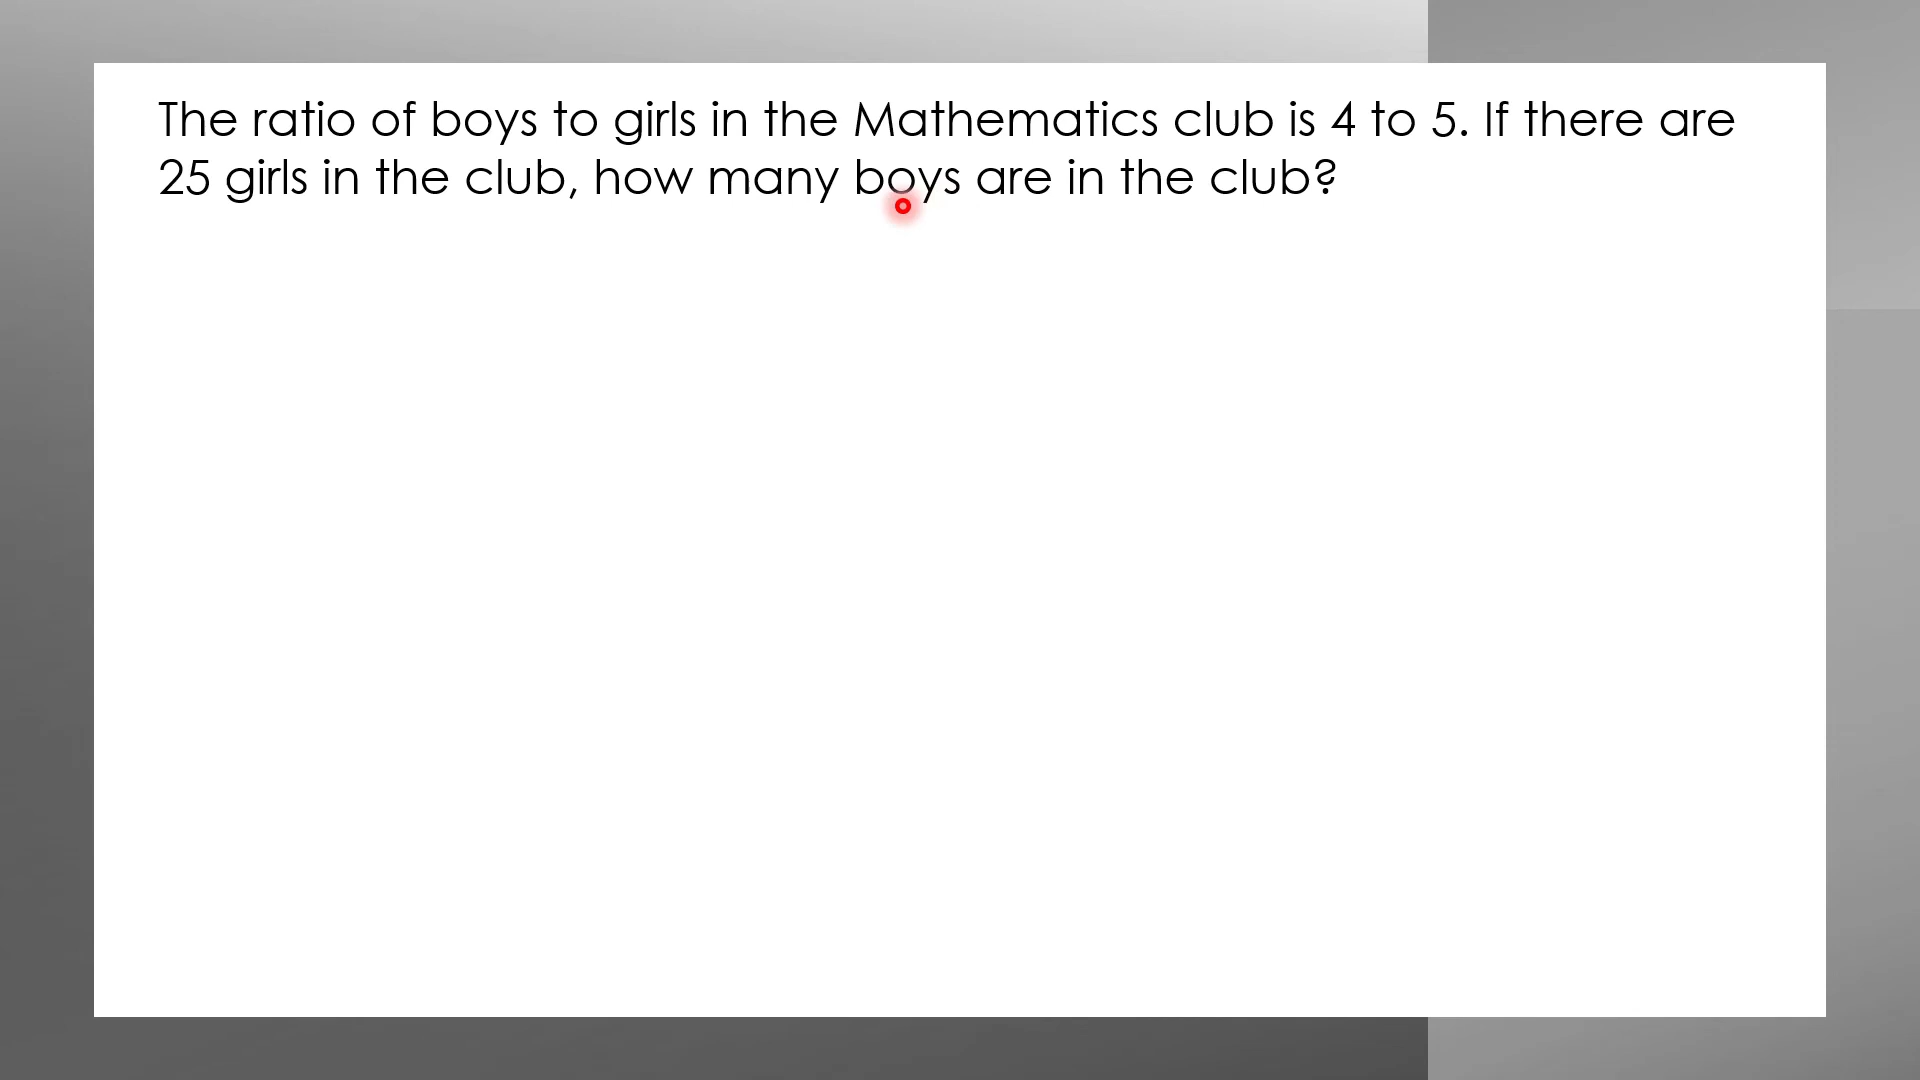 The ratio of boys to girls in the Mathematics club is 4 to 5. If there are
25 girls in the club, how many boys are in the club?